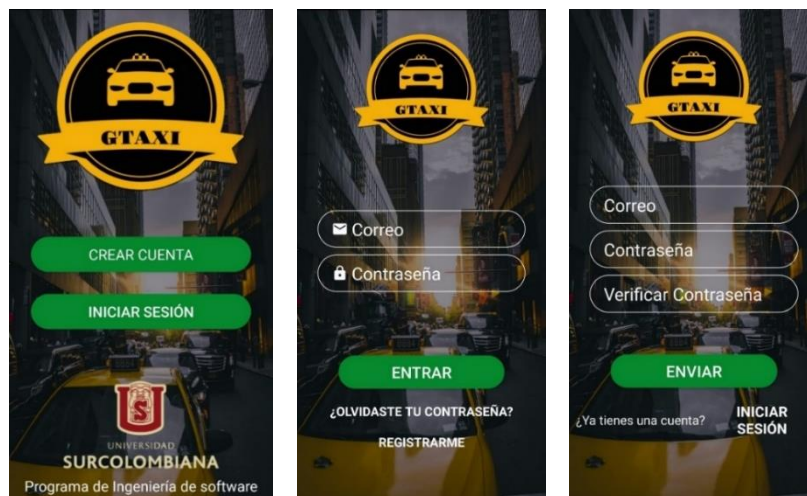 GTAXI
CREAR CUENTA
INICIAR SESIÓN
UNIVERSIDAD
SURCOLOMBIANA
Programa de Ingeniería de software
GTAXI
Correo
Contraseña
ENTRAR
¿OLVIDASTE TU CONTRASEÑA?
REGISTRARME
GTAXI
Correo
Contraseña
Verificar Contraseña
ENVIAR
¿Ya tienes una cuenta?
INICIAR
SESIÓN